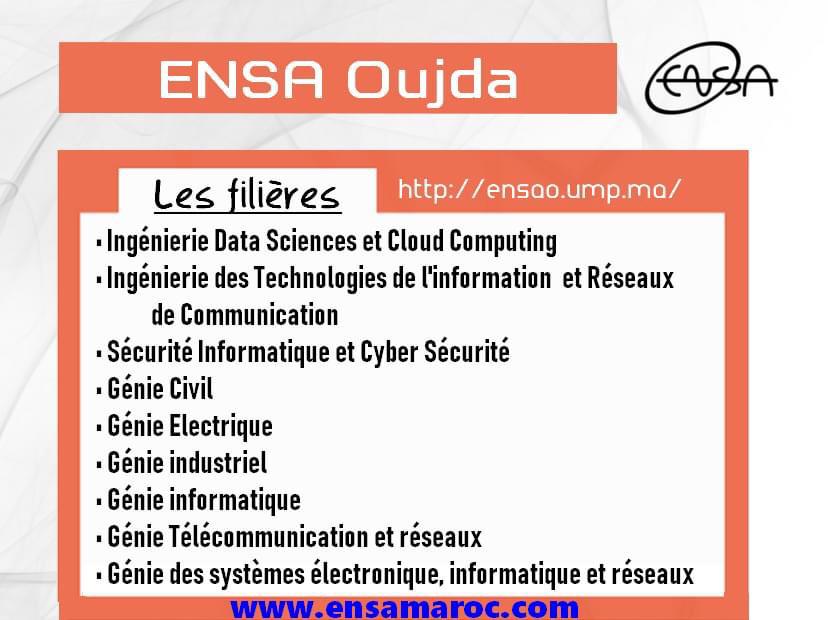 ENSA Oujda
ENSA
Les filières
http://ensao.ump.ma/
• Ingénierie Data Sciences et Cloud Computing
• Ingénierie des Technologies de l'information et Réseaux
de Communication
• Sécurité Informatique et Cyber Sécurité
• Génie Civil
• Génie Electrique
• Génie industriel
• Génie informatique
• Génie Télécommunication et réseaux
• Génie des systèmes électronique, informatique et réseaux
www.ensamaroc.com